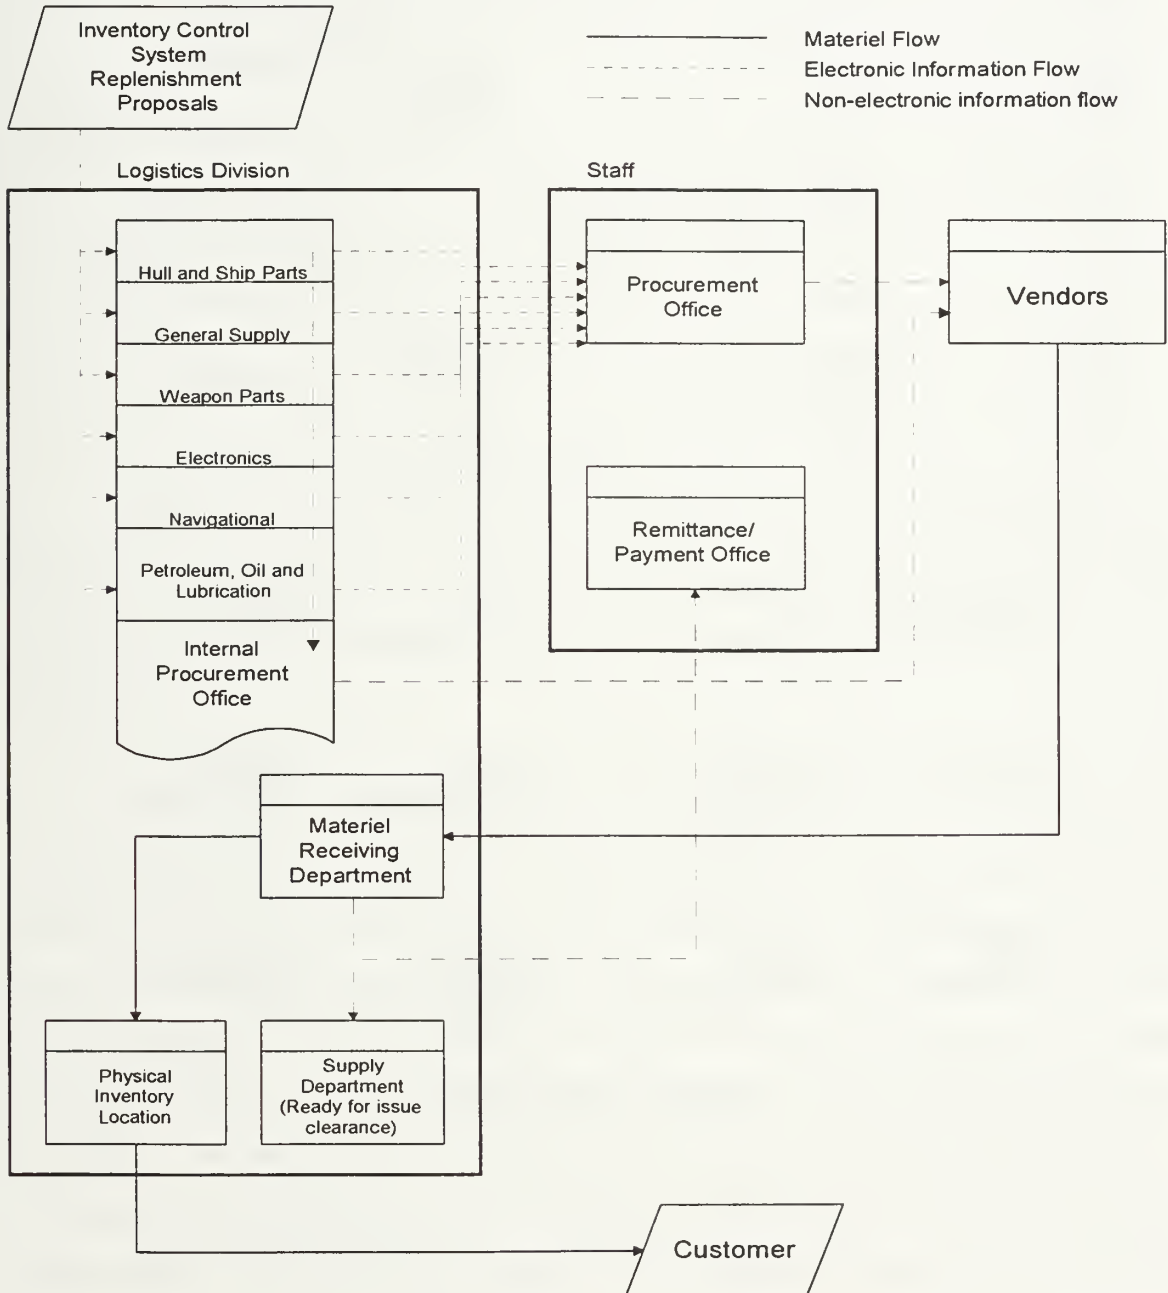 Inventory Control
System
Replenishment
Proposals
Materiel Flow
Electronic Information Flow
Non-electronic information flow
Logistics Division
Staff
Hull and Ship Parts
General Supply
Weapon Parts
Electronics
Navigational
Petroleum, Oil and
Lubrication
Internal
Procurement
Office
Procurement
Office
Vendors
Remittance/
Payment Office
Materiel
Receiving
Department
Physical
Inventory
Location
Supply
Department
(Ready for issue
clearance)
Customer